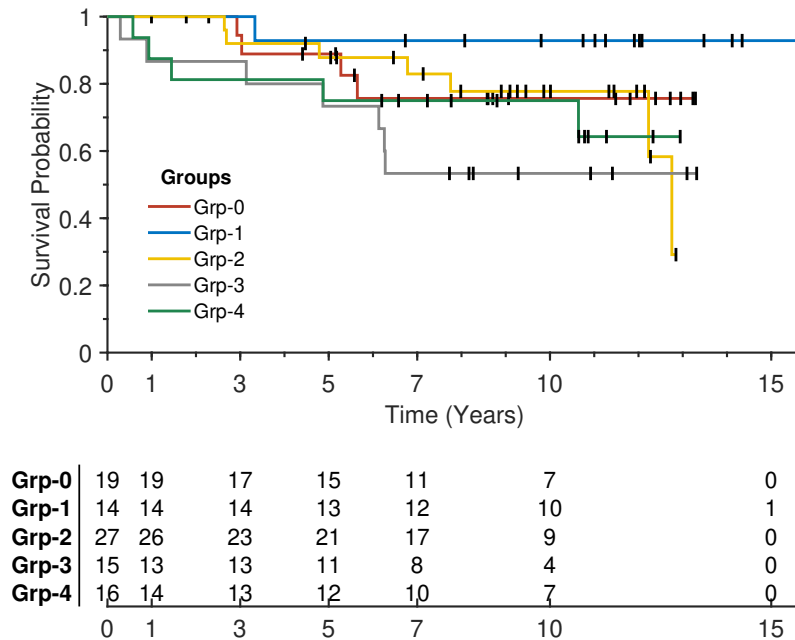 1
0.8
0.6
0.4
0.2
0
Survival Probability
Groups
Grp-0
Grp-1
Grp-2
Grp-3
Grp-4
0 1 3 5 7 10 15
Time (Years)
Grp-0 19 19 17 15 11 7 0
Grp-1 14 14 14 13 12 10 1
Grp-2 27 26 23 21 17 9 0
Grp-3 15 13 13 11 8 4 0
Grp-4 16 14 13 12 10 7 0
0 1 3 5 7 10 15